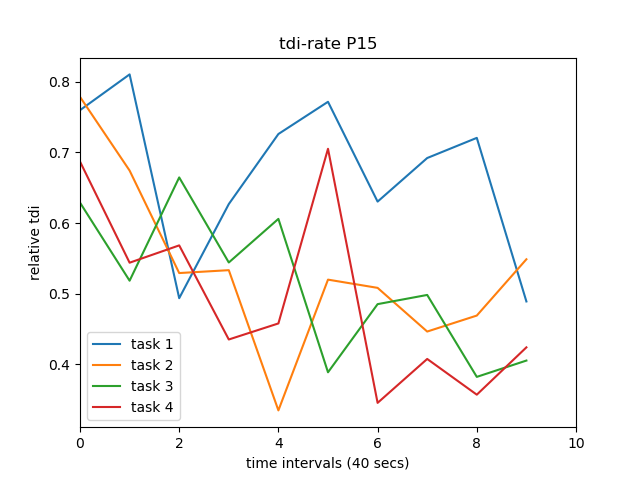 tdi-rate P15
relative tdi
0.8
0.7
0.6
0.5
0.4
task 1
task 2
task 3
task 4
0 2 4 6 8 10
time intervals (40 secs)